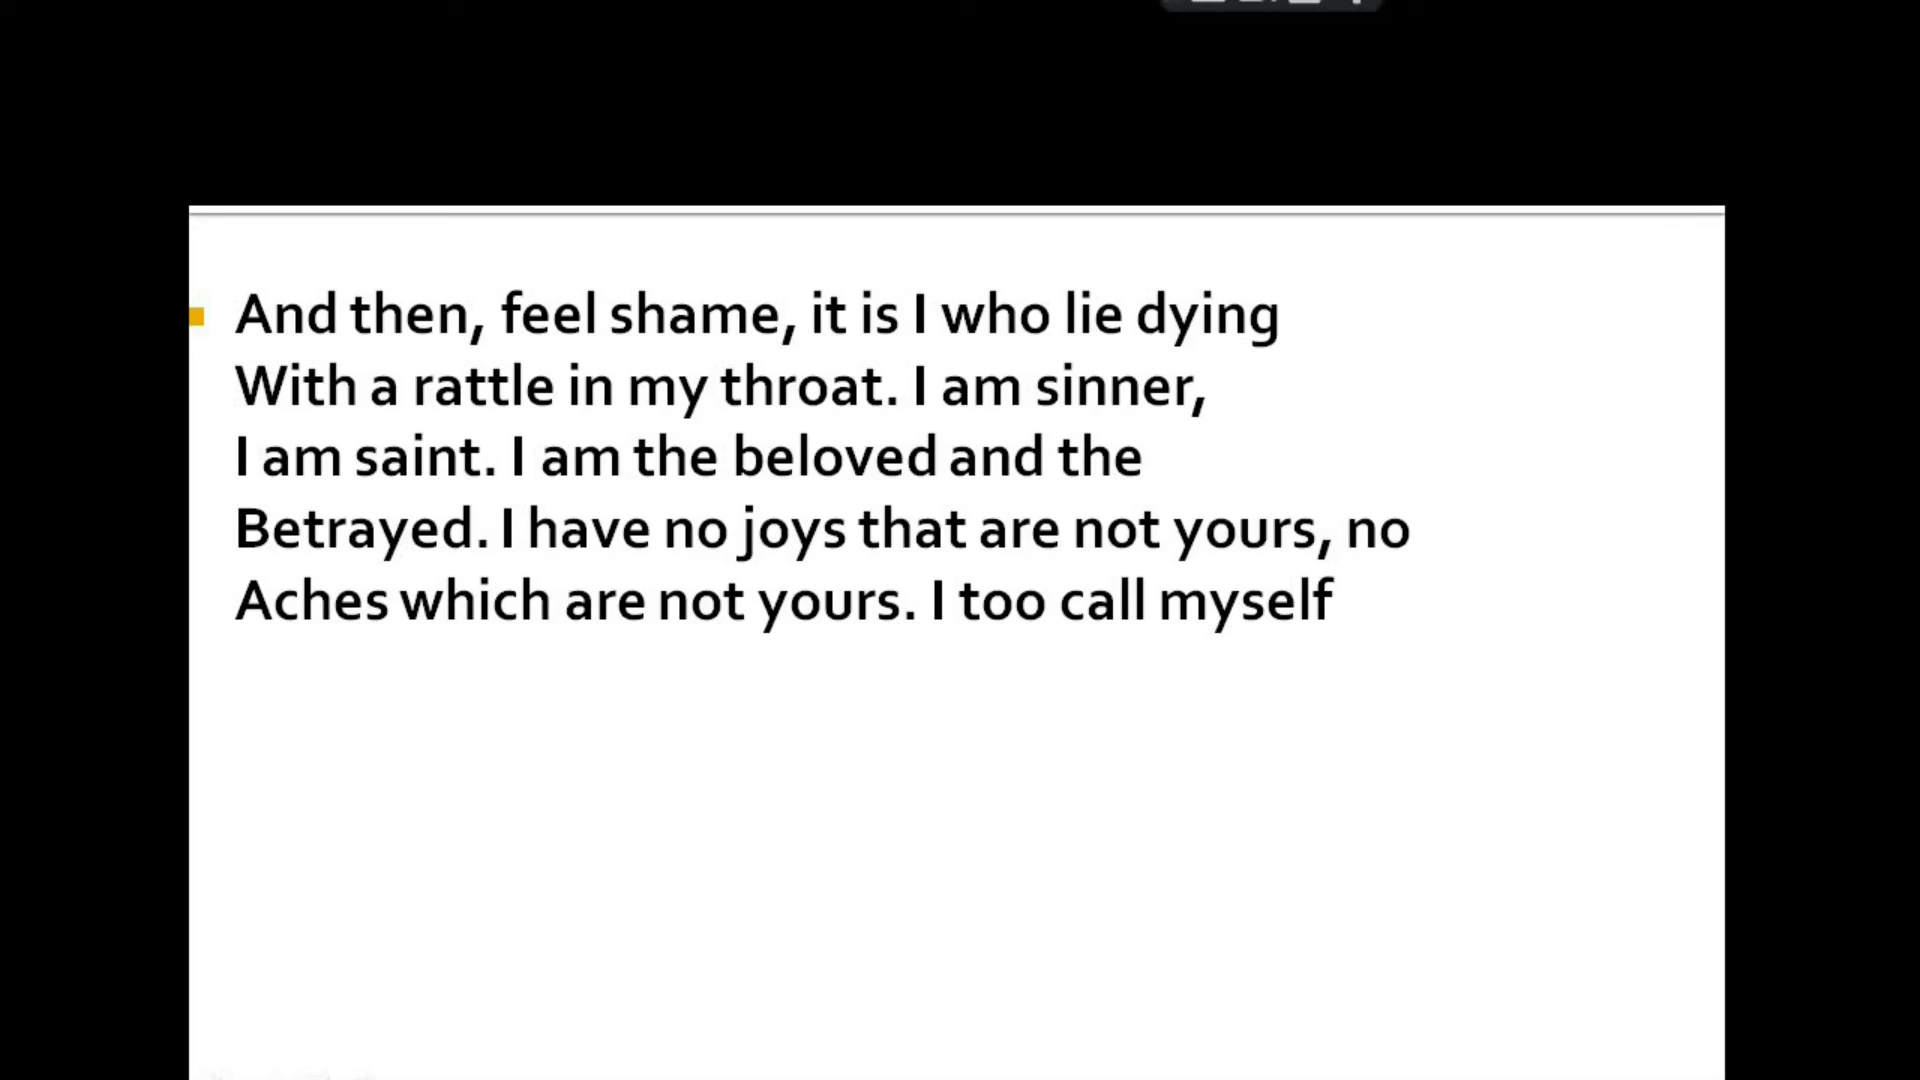 And then, feel shame, it is I who lie dying
With a rattle in my throat. I am sinner,
I am saint. I am the beloved and the
Betrayed. I have no joys that are not yours, no
Aches which are not yours. I too call myself